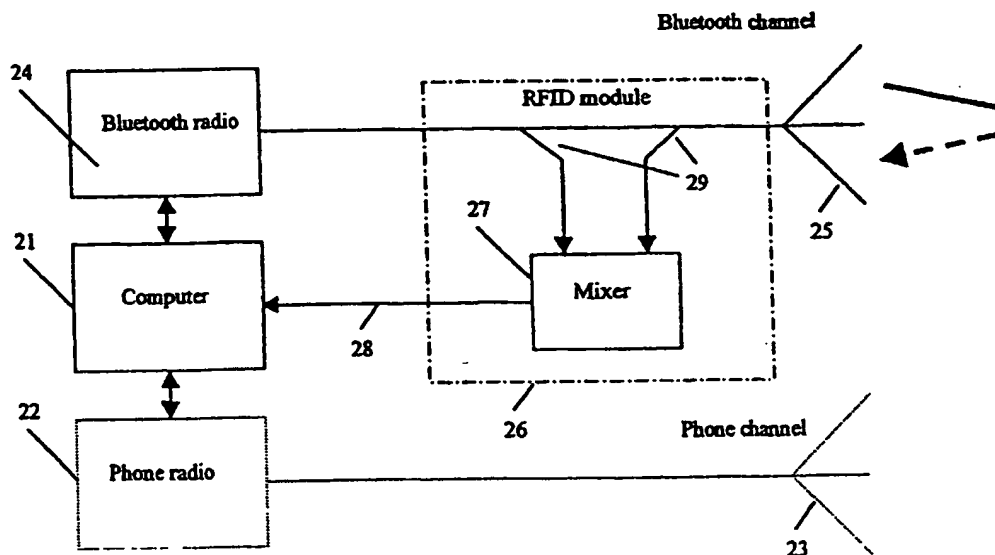 Bluetooth channel
24
RFID module
Bluetooth radio
29
27
25
21
Computer
Mixer
28
22
26
Phone channel
Phone radio
23